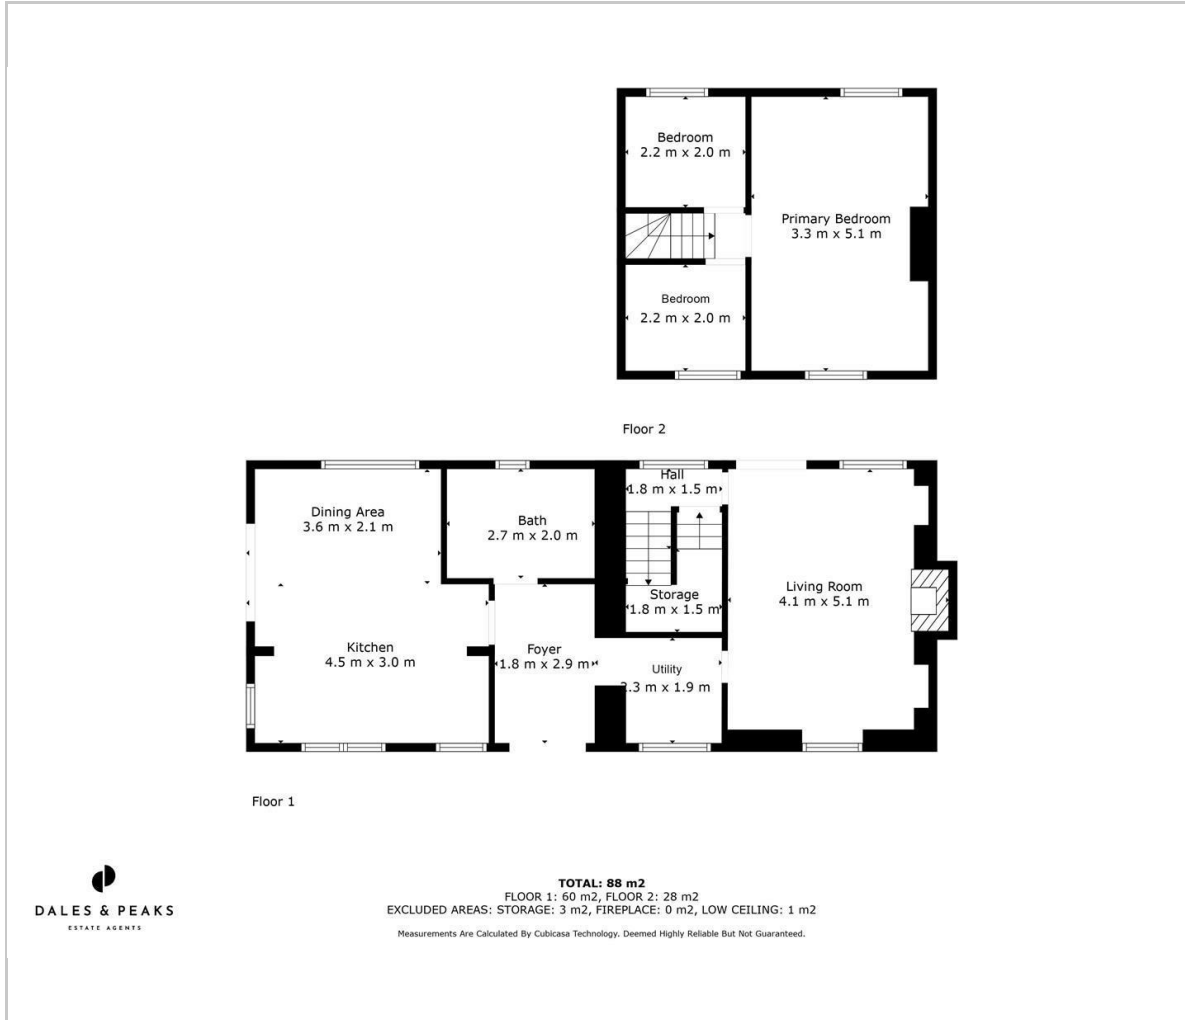 Bedroom
2.2 m x 2.0 m
Primary Bedroom
3.3 m x 5.1 m
Bedroom
2.2 m x 2.0 m
Floor 2
Hall
1.8 m x 1.5 m
Dining Area
3.6 m x 2.1 m
Bath
2.7 m x 2.0 m
Living Room
4.1 m x 5.1 m
Storage
1.8 m x 1.5 m
Kitchen
4.5 m x 3.0 m
Foyer
1.8 m x 2.9 m
Utility
2.3 m x 1.9 m
Floor 1
DALES & PEAKS
ESTATE AGENTS
TOTAL: 88 m2
FLOOR 1: 60 m2, FLOOR 2: 28 m2
EXCLUDED AREAS: STORAGE: 3 m2, FIREPLACE: 0 m2, LOW CEILING: 1 m2
Measurements Are Calculated By Cubicasa Technology. Deemed Highly Reliable But Not Guaranteed.